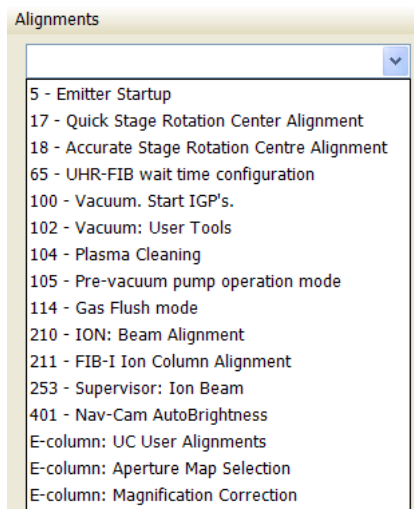 Alignments
5 - Emitter Startup
17 - Quick Stage Rotation Center Alignment
18 - Accurate Stage Rotation Centre Alignment
65 - UHR-FIB wait time configuration
100 - Vacuum. Start IGP's.
102 - Vacuum: User Tools
104 - Plasma Cleaning
105 - Pre-vacuum pump operation mode
114 - Gas Flush mode
210 - ION: Beam Alignment
211 - FIB-I Ion Column Alignment
253 - Supervisor: Ion Beam
401 - Nav-Cam AutoBrightness
E-column: UC User Alignments
E-column: Aperture Map Selection
E-column: Magnification Correction